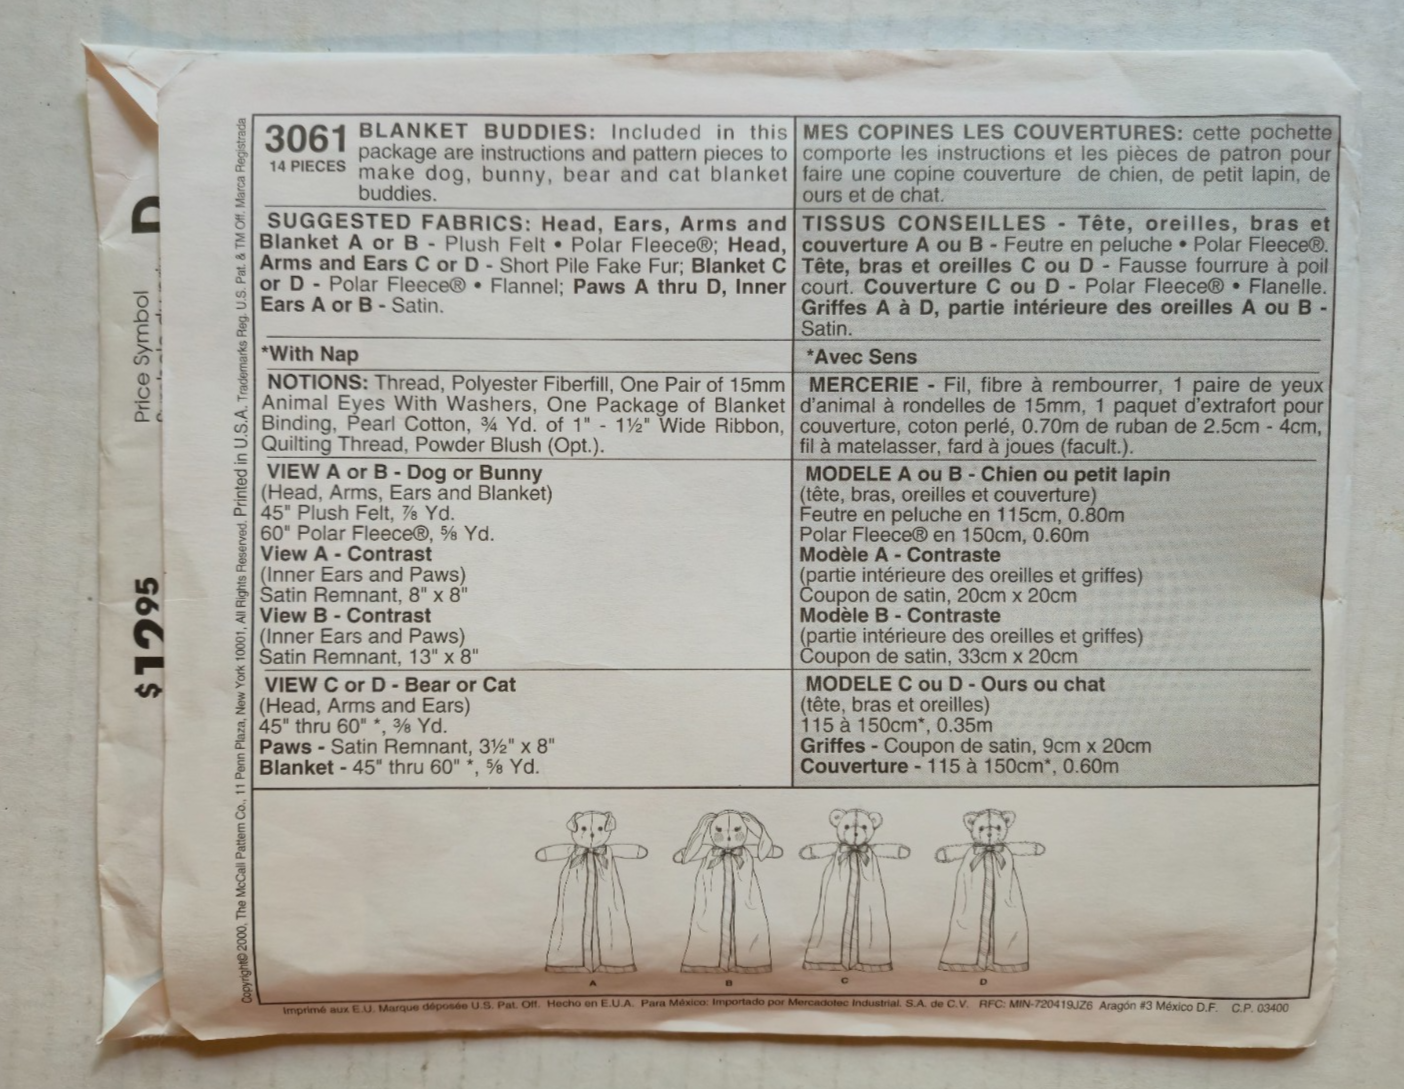 3061
14 PIECES
BLANKET BUDDIES: Included in this
package are instructions and pattern pieces to
make dog, bunny, bear and cat blanket
buddies.
SUGGESTED FABRICS: Head, Ears, Arms and
Blanket A or B - Plush Felt • Polar Fleece®; Head,
Arms and Ears C or D - Short Pile Fake Fur; Blanket C
or D - Polar Fleece® • Flannel; Paws A thru D, Inner
Ears A or B - Satin.
*With Nap
NOTIONS: Thread, Polyester Fiberfill, One Pair of 15mm
Animal Eyes With Washers, One Package of Blanket
Binding, Pearl Cotton, ¾ Yd. of 1" - 1½" Wide Ribbon,
Quilting Thread, Powder Blush (Opt.).
VIEW A or B - Dog or Bunny
(Head, Arms, Ears and Blanket)
45" Plush Felt, ⅞ Yd.
60" Polar Fleece®, ⅝ Yd.
View A - Contrast
(Inner Ears and Paws)
Satin Remnant, 8" x 8"
View B - Contrast
(Inner Ears and Paws)
Satin Remnant, 13" x 8"
VIEW C or D - Bear or Cat
(Head, Arms and Ears)
45" thru 60" *, ⅜ Yd.
Paws - Satin Remnant, 3½" x 8"
Blanket - 45" thru 60" *, ⅝ Yd.
MES COPINES LES COUVERTURES: cette pochette
comporte les instructions et les pièces de patron pour
faire une copine couverture de chien, de petit lapin, de
ours et de chat.
TISSUS CONSEILLES - Tête, oreilles, bras et
couverture A ou B - Feutre en peluche • Polar Fleece®.
Tête, bras et oreilles C ou D - Fausse fourrure à poil
court. Couverture C ou D - Polar Fleece® • Flanelle.
Griffes A à D, partie intérieure des oreilles A ou B -
Satin.
*Avec Sens
MERCERIE - Fil, fibre à rembourrer, 1 paire de yeux
d'animal à rondelles de 15mm, 1 paquet d'extrafort pour
couverture, coton perlé, 0.70m de ruban de 2.5cm - 4cm,
fil à matelasser, fard à joues (facult.).
MODELE A ou B - Chien ou petit lapin
(tête, bras, oreilles et couverture)
Feutre en peluche en 115cm, 0.80m
Polar Fleece® en 150cm, 0.60m
Modèle A - Contraste
(partie intérieure des oreilles et griffes)
Coupon de satin, 20cm x 20cm
Modèle B - Contraste
(partie intérieure des oreilles et griffes)
Coupon de satin, 33cm x 20cm
MODELE C ou D - Ours ou chat
(tête, bras et oreilles)
115 à 150cm*, 0.35m
Griffes - Coupon de satin, 9cm x 20cm
Couverture - 115 à 150cm*, 0.60m
A B C D
Imprimé aux E.U. Marque déposée U.S. Pat. Off. Hecho en E.U.A. Para México: Importado por Mercadotec Industrial. S.A. de C.V. RFC: MIN-720419JZ6 Aragón #3 México D.F. C.P. 03400
Copyright© 2000, The McCall Pattern Co., 11 Penn Plaza, New York 10001, All Rights Reserved. Printed in U.S.A. Trademarks Reg. U.S. Pat. & TM Off. Marca Registrada
Price Symbol
$12.95